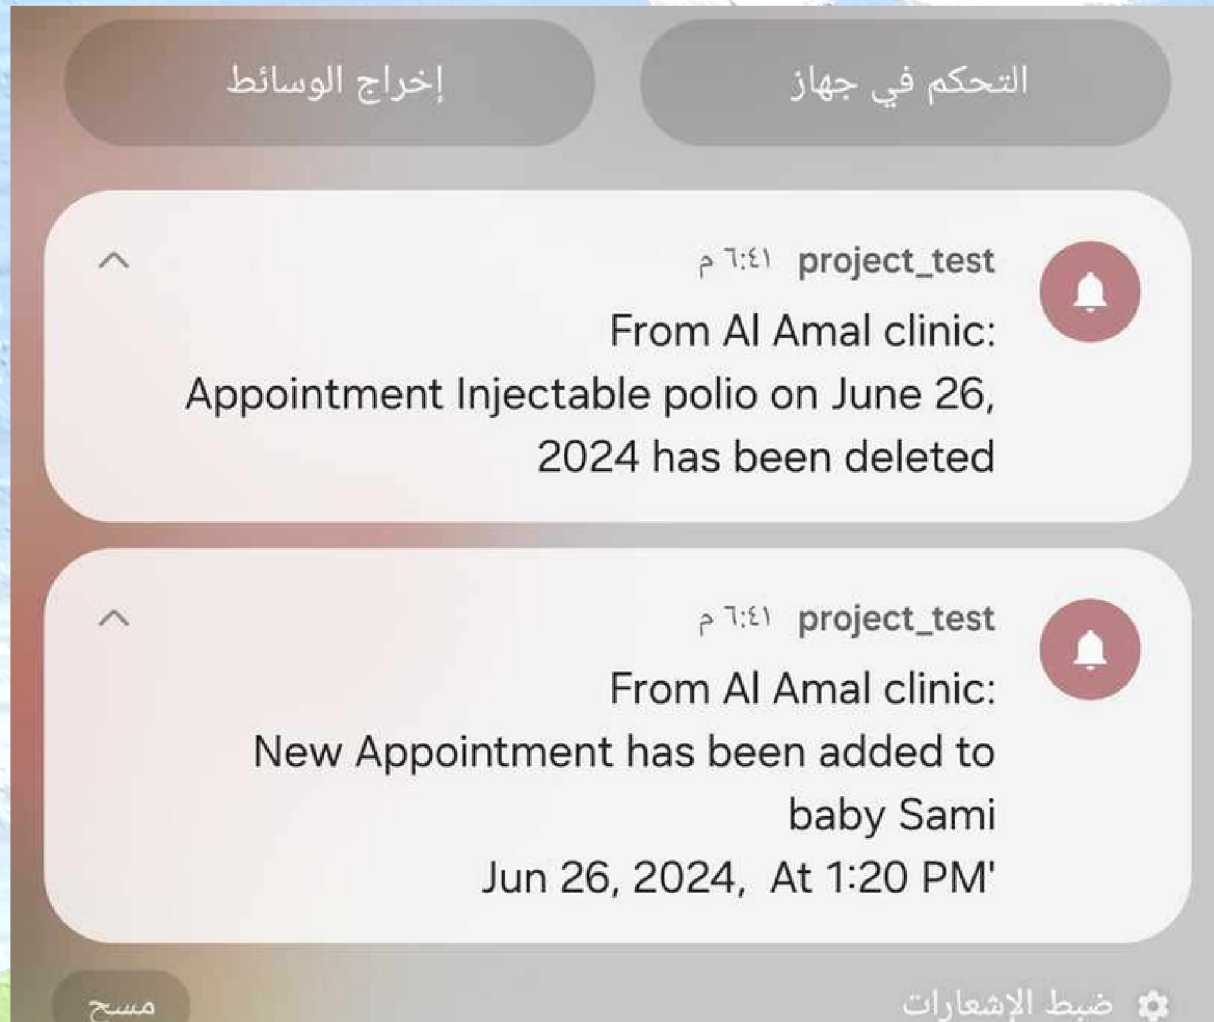 التحكم في جهاز
إخراج الوسائط
project_test ٦:٤١ م
From Al Amal clinic:
Appointment Injectable polio on June 26,
2024 has been deleted
project_test ٦:٤١ م
From Al Amal clinic:
New Appointment has been added to
baby Sami
Jun 26, 2024,  At 1:20 PM'
ضبط الإشعارات
مسح